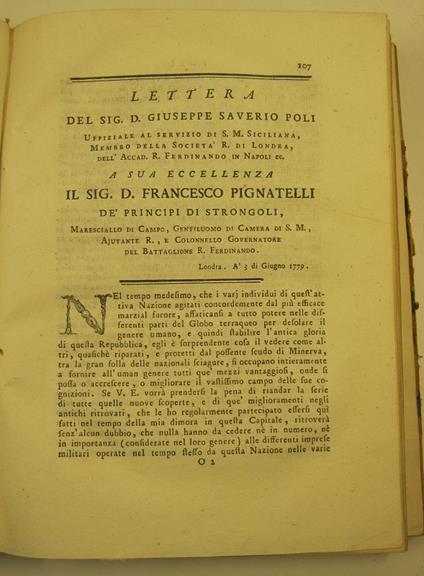 107
LETTERA
DEL SIG. D. GIUSEPPE SAVERIO POLI
UFFIZIALE AL SERVIZIO DI S. M. SICILIANA,
MEMBRO DELLA SOCIETA' R. DI LONDRA,
DELL' ACCAD. R. FERDINANDO IN NAPOLI ec.
A SUA ECCELLENZA
IL SIG. D. FRANCESCO PIGNATELLI
DE' PRINCIPI DI STRONGOLI,
MARESCIALLO DI CAMPO, GENTILUOMO DI CAMERA DI S. M.,
AJUTANTE R., E COLONNELLO GOVERNATORE
DEL BATTAGLIONE R. FERDINANDO.
Londra. A' 3 di Giugno 1779.
NEl tempo medesimo, che i varj individui di quest' at-
tiva Nazione agitati concordemente dal più efficace
marzial furore, affaticansi a tutto potere nelle dif-
ferenti parti del Globo terraqueo per desolare il
genere umano, e quindi stabilire l'antica gloria
di questa Repubblica, egli è sorprendente cosa il vedere come al-
tri, quasichè riparati, e protetti dal possente scudo di Minerva,
tra la gran folla delle nazionali sciagure, si occupano intieramente
a fornire all'uman genere tutti que' mezzi vantaggiosi, onde si
possa o accrescere, o migliorare il vastissimo campo delle sue co-
gnizioni. Se V. E. vorrà prendersi la pena di riandar la serie
di tutte quelle nuove scoperte, e di que' miglioramenti negli
antichi ritrovati, che le ho regolarmente partecipato essersi quì
fatti nel tempo della mia dimora in questa Capitale, ritroverà
senz'alcun dubbio, che nulla hanno da cedere nè in numero, nè
in importanza (considerate nel loro genere) alle differenti imprese
militari operate nel tempo stesso da questa Nazione nelle varie
O 2